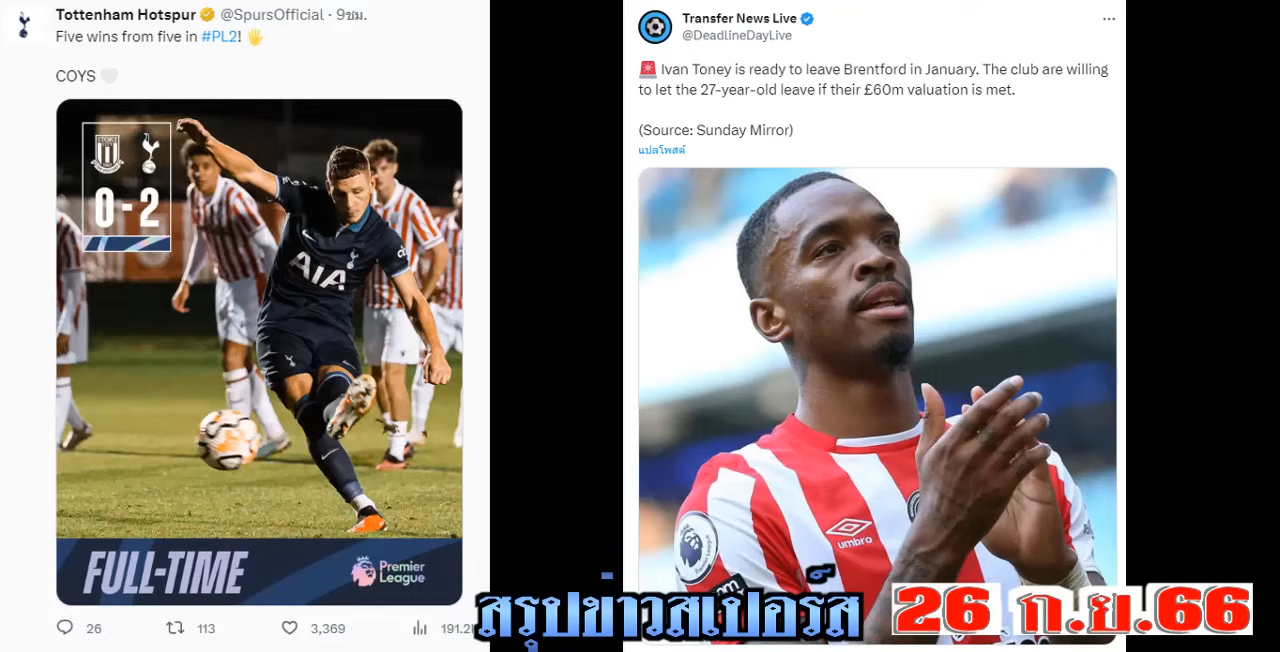 Tottenham Hotspur @SpursOfficial · 9ชม.
Five wins from five in #PL2! 🖐
COYS 🤍
STOKE CITY
0 - 2
AIA
FULL-TIME
Premier League
26 113 3,369
Transfer News Live
@DeadlineDayLive
🚨 Ivan Toney is ready to leave Brentford in January. The club are willing
to let the 27-year-old leave if their £60m valuation is met.
(Source: Sunday Mirror)
แปลโพสต์
umbro
สรุปข่าวสเปอร์ส 26 ก.ย.66